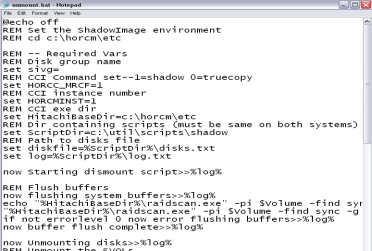 unmount.bat - Notepad
File Edit Format View Help
@echo off
REM Set the ShadowImage environment
REM cd c:\horcm\etc
REM -- Required Vars
REM Disk group name
set sivg=
REM CCI Command set--1=shadow 0=truecopy
set HORCC_MRCF=1
REM CCI instance number
set HORCMINST=1
REM CCI exe dir
set HitachiBaseDir=c:\horcm\etc
REM Dir containing scripts (must be same on both systems)
set ScriptDir=c:\util\scripts\shadow
REM Path to disks file
set diskfile=%ScriptDir%\disks.txt
set log=%ScriptDir%\log.txt
now Starting dismount script>>%log%
REM Flush buffers
now flushing system buffers>>%log%
echo "%HitachiBaseDir%\raidscan.exe" -pi $Volume -find syn
"%HitachiBaseDir%\raidscan.exe" -pi $Volume -find sync -g
if not errorlevel 0 now error flushing buffers>>%log%
now buffer flush complete>>%log%
now Unmounting disks>>%log%
REM Unmount the SVOLs